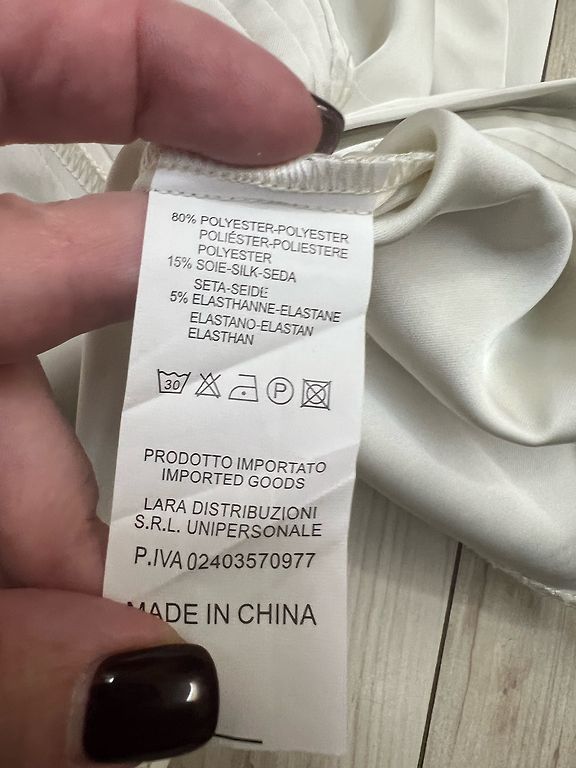 80% POLYESTER-POLYESTER
POLIÉSTER-POLIESTERE
POLYESTER
15% SOIE-SILK-SEDA
SETA-SEIDE
5% ELASTHANNE-ELASTANE
ELASTANO-ELASTAN
ELASTHAN
30 P
PRODOTTO IMPORTATO
IMPORTED GOODS
LARA DISTRIBUZIONI
S.R.L. UNIPERSONALE
P.IVA 02403570977
MADE IN CHINA